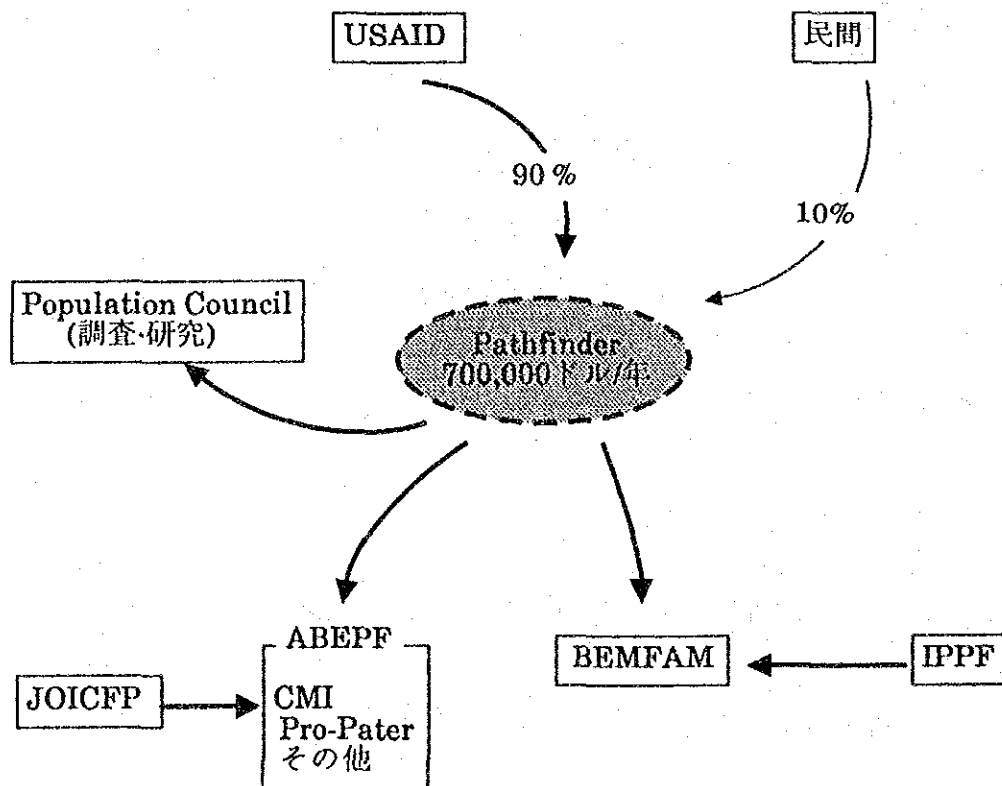 USAID
民間
90%
10%
Population Council
(調査·研究)
Pathfinder
700,000ドル/年
ABEPF
CMI
Pro-Pater
その他
JOICFP
BEMFAM
IPPF